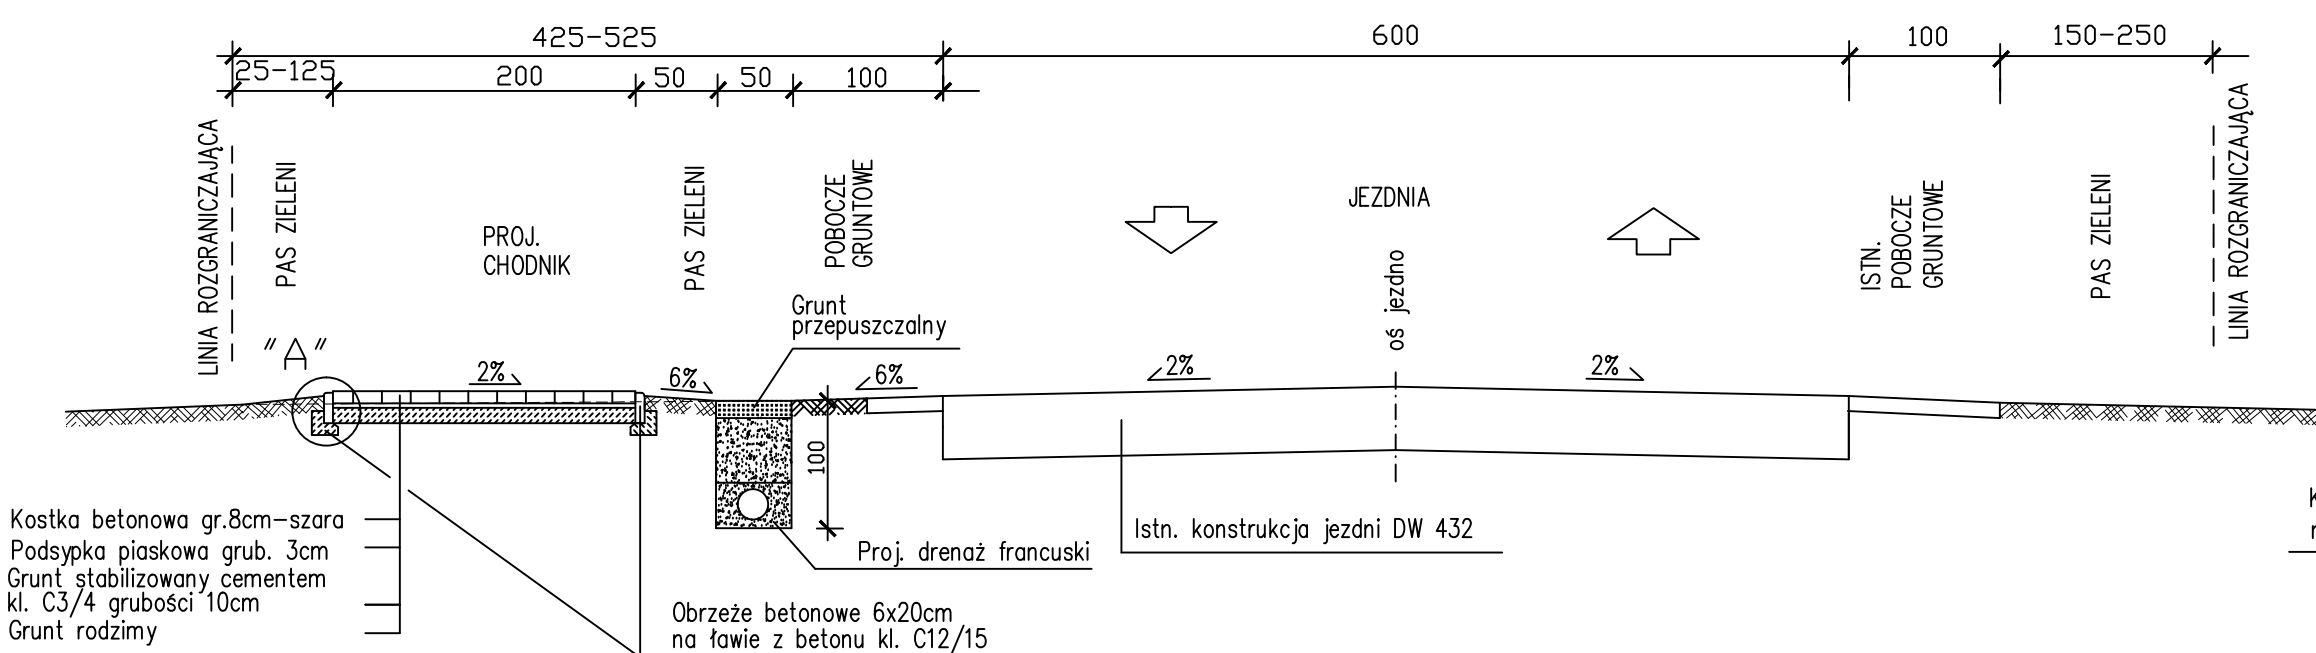 425-525
600
100
150-250
25-125
200
50
50
100
LINIA ROZGRANICZAJĄCA
PAS ZIELENI
PROJ.
CHODNIK
PAS ZIELENI
POBOCZE
GRUNTOWE
JEZDNIA
oś jezdno
ISTN.
POBOCZE
GRUNTOWE
PAS ZIELENI
LINIA ROZGRANICZAJĄCA
Grunt
przepuszczalny
"A"
2%
6%
6%
2%
2%
100
Kostka betonowa gr.8cm-szara
Podsypka piaskowa grub. 3cm
Grunt stabilizowany cementem
kl. C3/4 grubości 10cm
Grunt rodzimy
Proj. drenaż francuski
Istn. konstrukcja jezdni DW 432
Obrzeże betonowe 6x20cm
na ławie z betonu kl. C12/15